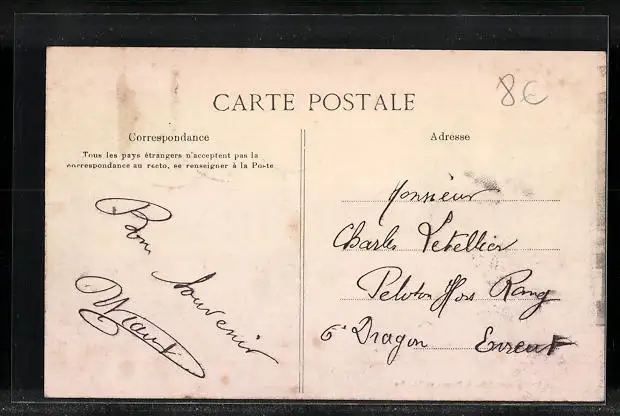 8€
CARTE POSTALE
Correspondance
Tous les pays étrangers n'acceptent pas la
correspondance au recto, se renseigner à la Poste
Bon Souvenir
Adresse
Monsieur
Charles Letellier
Peloton Hors Rang
6e Dragon Evreux